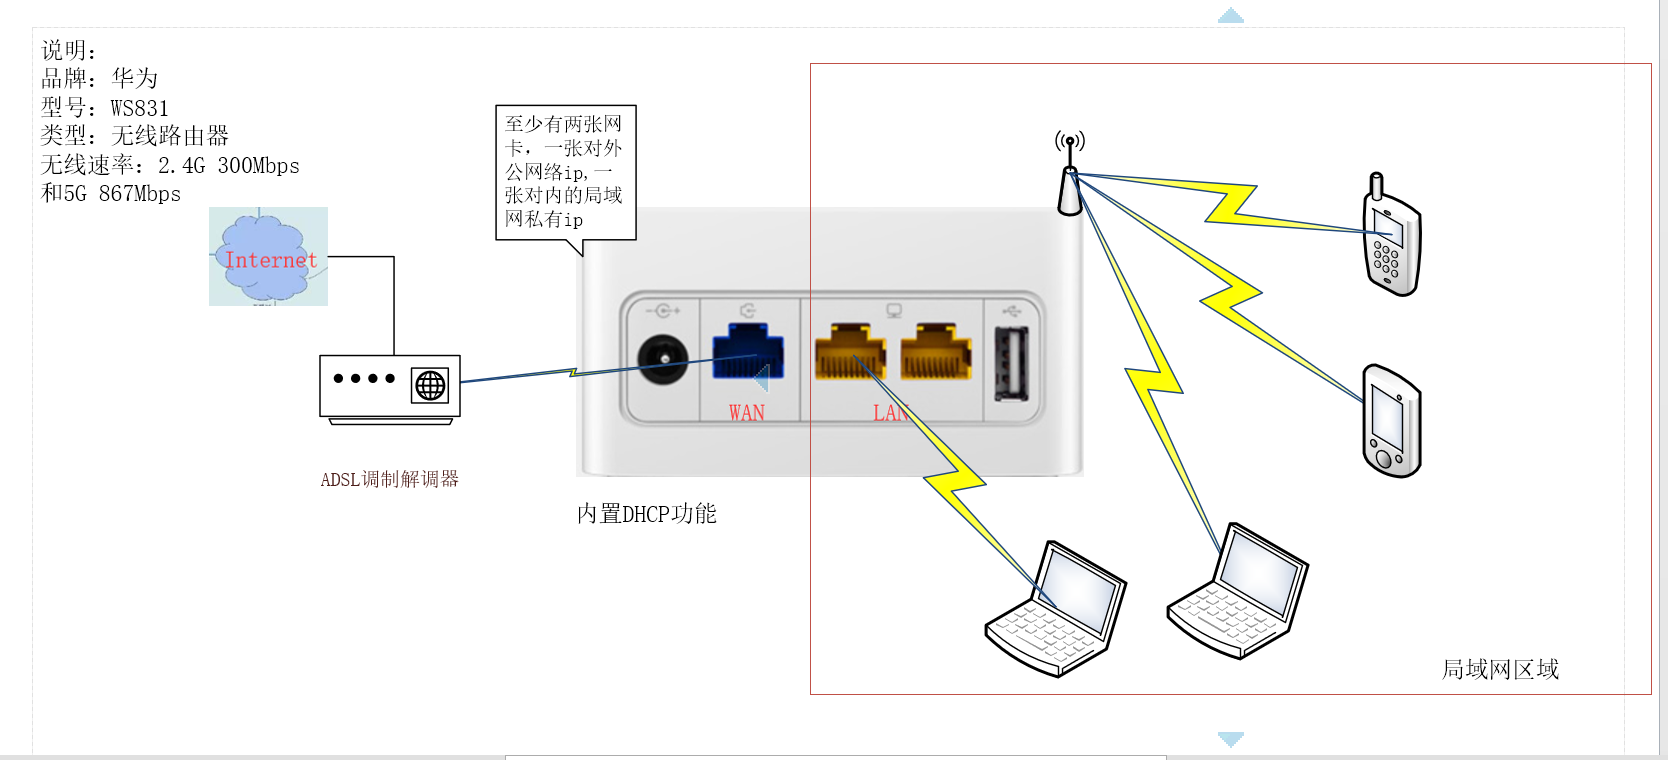 说明：
品牌：华为
型号：WS831
类型：无线路由器
无线速率：2.4G 300Mbps
和5G 867Mbps
至少有两张网
卡，一张对外
公网络ip,一
张对内的局域
网私有ip
Internet
WAN
LAN
ADSL调制解调器
内置DHCP功能
局域网区域